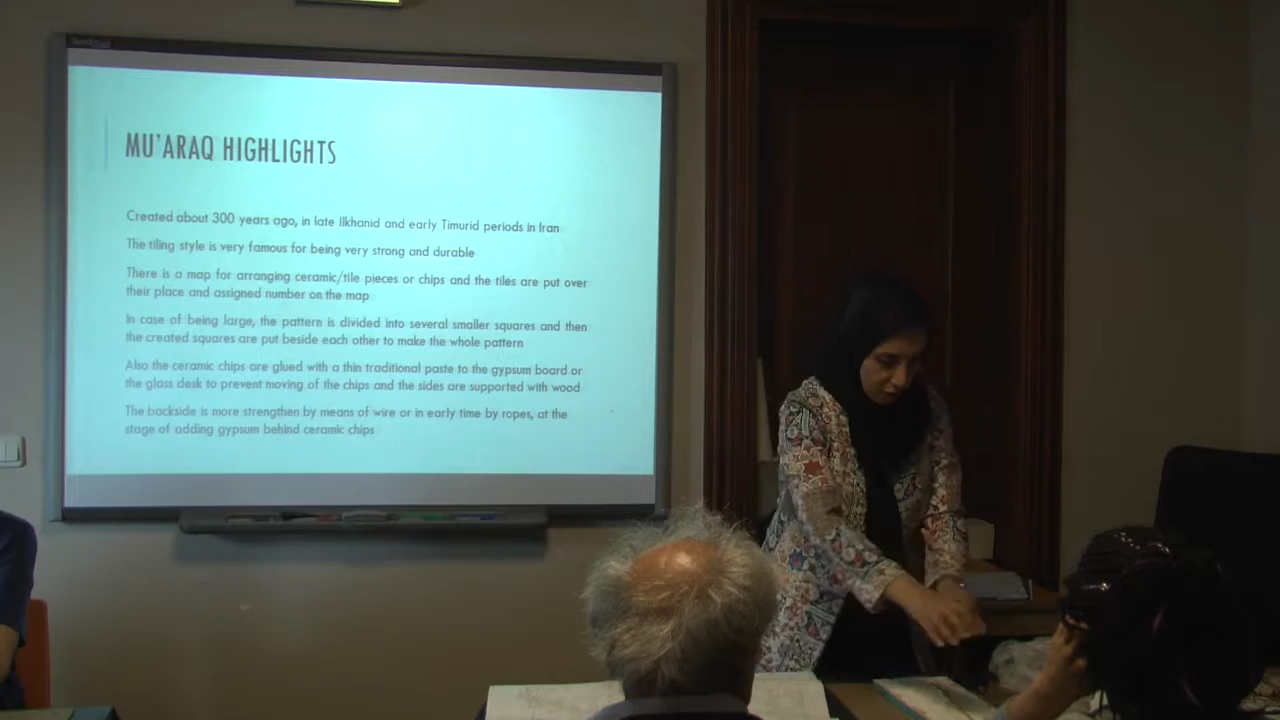 MU'ARAQ HIGHLIGHTS
Created about 300 years ago, in late Ilkhanid and early Timurid periods in Iran
The tiling style is very famous for being very strong and durable
There is a map for arranging ceramic/tile pieces or chips and the tiles are put over
their place and assigned number on the map
In case of being large, the pattern is divided into several smaller squares and then
the created squares are put beside each other to make the whole pattern
Also the ceramic chips are glued with a thin traditional paste to the gypsum board or
the glass desk to prevent moving of the chips and the sides are supported with wood
The backside is more strengthen by means of wire or in early time by ropes, at the
stage of adding gypsum behind ceramic chips